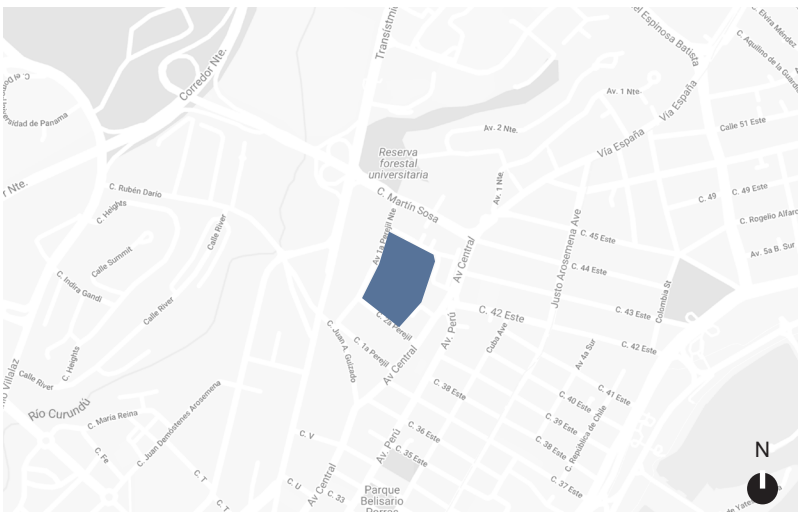 Transístmica
el Espinosa Batista
C. Elvira Méndez
C. Aquilino de la Guardia
Corredor Nte.
Vía España
Av. 1 Nte.
Calle 51 Este
Av. 2 Nte.
Vía España
Reserva
forestal
universitaria
r Nte.
C. Rubén Darío
Av. 1 Nte.
C. 49
C. 49 Este
C. Heights
C. Martín Sosa
C. Rogelio Alfaro
Calle River
Av 1a Perejil Nte
Justo Arosemena Ave
C. 45 Este
Av. 5a B. Sur
Calle Summit
Av Central
C. 44 Este
C. Indira Gandi
Colombia St
Calle River
C. 42 Este
C. 43 Este
C. 2a Perejil
Av. Perú
Cuba Ave
C. 42 Este
C. Juan A. Guizado
C. 1a Perejil
Av Central
Av 4a Sur
C. Heights
Villalaz
Calle River
C. 38 Este
C. 41 Este
C. 40 Este
Río Curundú
C. María Reina
C. Juan Demóstenes Arosemena
C. República de Chile
C. 39 Este
C. 36 Este
C. V
Av. Perú
C. 35 Este
C. 38 Este
N
C. Fe
C. T
C. U
Av Central
C. 37 Este
C. T
C. 33
Parque
Belisario
Porras